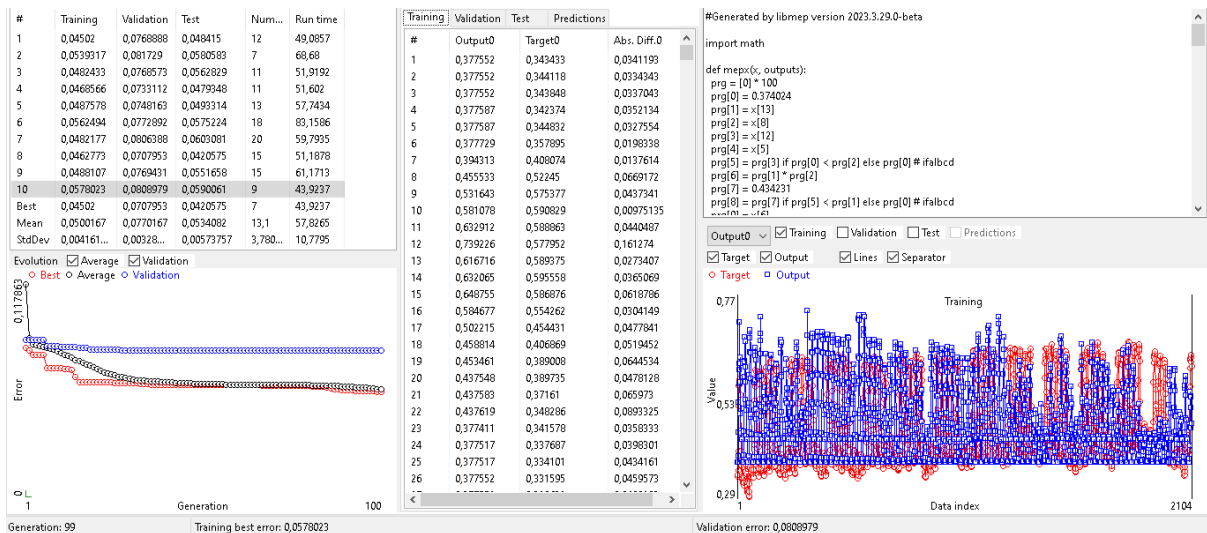 # Training Validation Test Num... Run time
1 0,04502 0,0768888 0,048415 12 49,0857
2 0,0539317 0,081729 0,0580583 7 68,68
3 0,0482433 0,0768573 0,0562829 11 51,9192
4 0,0468566 0,0733112 0,0479348 11 51,602
5 0,0487578 0,0748163 0,0493314 13 57,7434
6 0,0562494 0,0772892 0,0575224 18 83,1586
7 0,0482177 0,0806388 0,0603081 20 59,7935
8 0,0462773 0,0707953 0,0420575 15 51,1878
9 0,0488107 0,0769431 0,0551658 15 61,1713
10 0,0578023 0,0808979 0,0590061 9 43,9237
Best 0,04502 0,0707953 0,0420575 7 43,9237
Mean 0,0500167 0,0770167 0,0534082 13,1 57,8265
StdDev 0,004161... 0,00328... 0,00573757 3,780... 10,7795
Evolution Average Validation
Best Average Validation
0,117863
Error
0
1 Generation 100
Training Validation Test Predictions
# Output0 Target0 Abs. Diff.0
1 0,377552 0,343433 0,0341193
2 0,377552 0,344118 0,0334343
3 0,377552 0,343848 0,0337043
4 0,377587 0,342374 0,0352134
5 0,377587 0,344832 0,0327554
6 0,377729 0,357895 0,0198338
7 0,394313 0,408074 0,0137614
8 0,455533 0,52245 0,0669172
9 0,531643 0,575377 0,0437341
10 0,581078 0,590829 0,00975135
11 0,632912 0,588863 0,0440487
12 0,739226 0,577952 0,161274
13 0,616716 0,589375 0,0273407
14 0,632065 0,595558 0,0365069
15 0,648755 0,586876 0,0618786
16 0,584677 0,554262 0,0304149
17 0,502215 0,454431 0,0477841
18 0,458814 0,406869 0,0519452
19 0,453461 0,389008 0,0644534
20 0,437548 0,389735 0,0478128
21 0,437583 0,37161 0,065973
22 0,437619 0,348286 0,0893325
23 0,377411 0,341578 0,0358333
24 0,377517 0,337687 0,0398301
25 0,377517 0,334101 0,0434161
26 0,377552 0,331595 0,0459573
#Generated by libmep version 2023.3.29.0-beta
import math
def mepx(x, outputs):
prg = [0] * 100
prg[0] = 0.374024
prg[1] = x[13]
prg[2] = x[8]
prg[3] = x[12]
prg[4] = x[5]
prg[5] = prg[3] if prg[0] < prg[2] else prg[0] # ifalbcd
prg[6] = prg[1] * prg[2]
prg[7] = 0.434231
prg[8] = prg[7] if prg[5] < prg[1] else prg[0] # ifalbcd
Output0 Training Validation Test Predictions
Target Output Lines Separator
Target Output
Training
0,77
Value
0,53
0,29
1 Data index 2104
Generation: 99 Training best error: 0,0578023 Validation error: 0,0808979